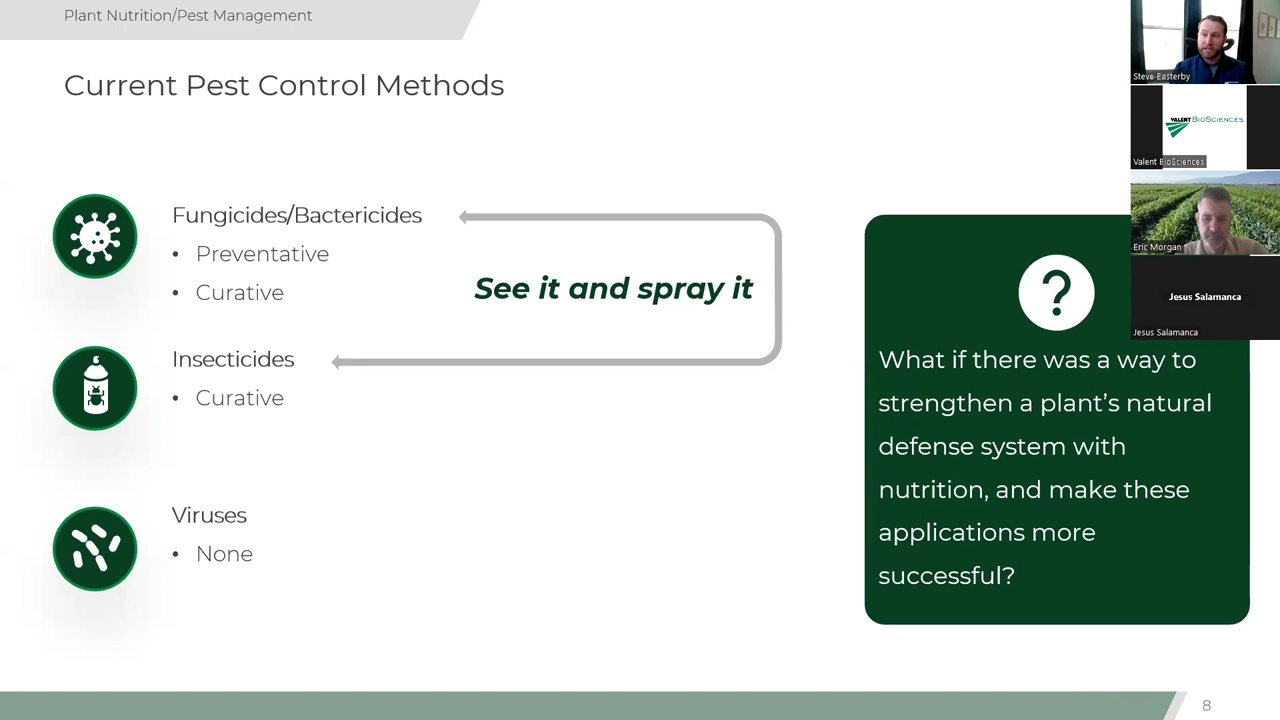 Plant Nutrition/Pest Management
Current Pest Control Methods
Fungicides/Bactericides
• Preventative
• Curative
See it and spray it
Insecticides
• Curative
Viruses
• None
What if there was a way to
strengthen a plant’s natural
defense system with
nutrition, and make these
applications more
successful?
?
8
Steve Easterby
VALENT BIOSCIENCES
Valent BioSciences
Eric Morgan
Jesus Salamanca
Jesus Salamanca